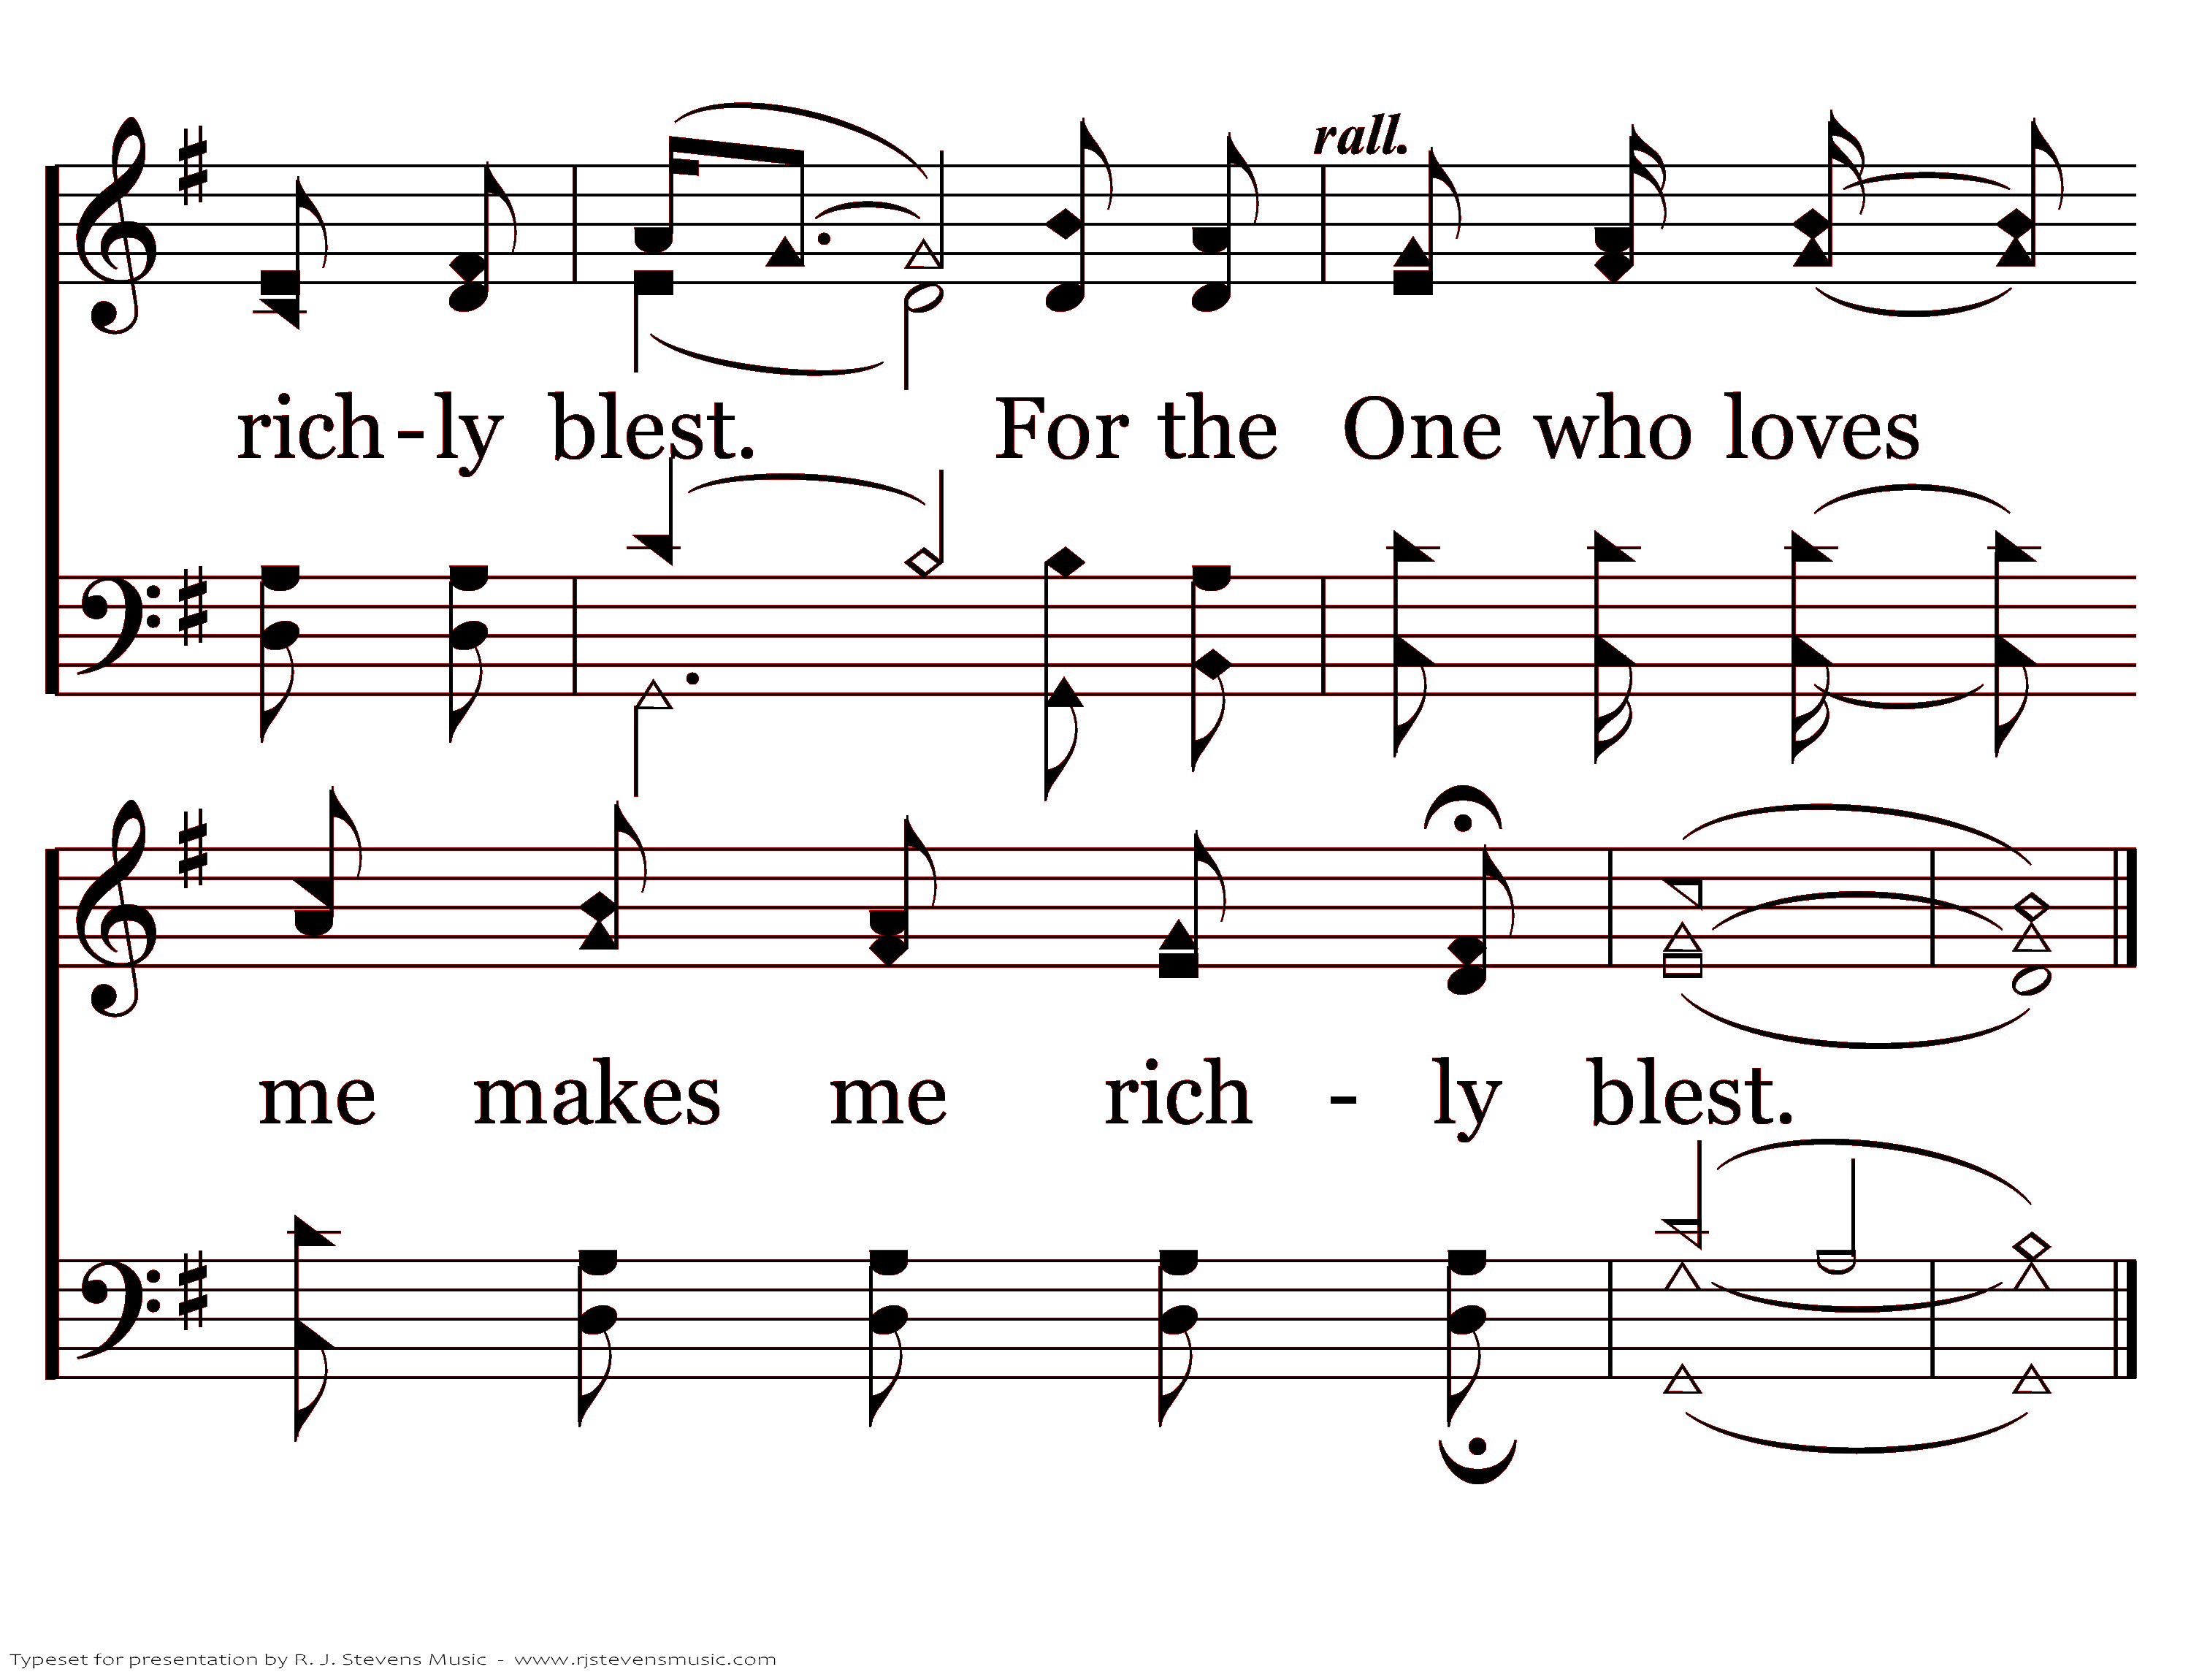 rall.
rich-ly blest. For the One who loves
me makes me rich - ly blest.
Typeset for presentation by R. J. Stevens Music - www.rjstevensmusic.com